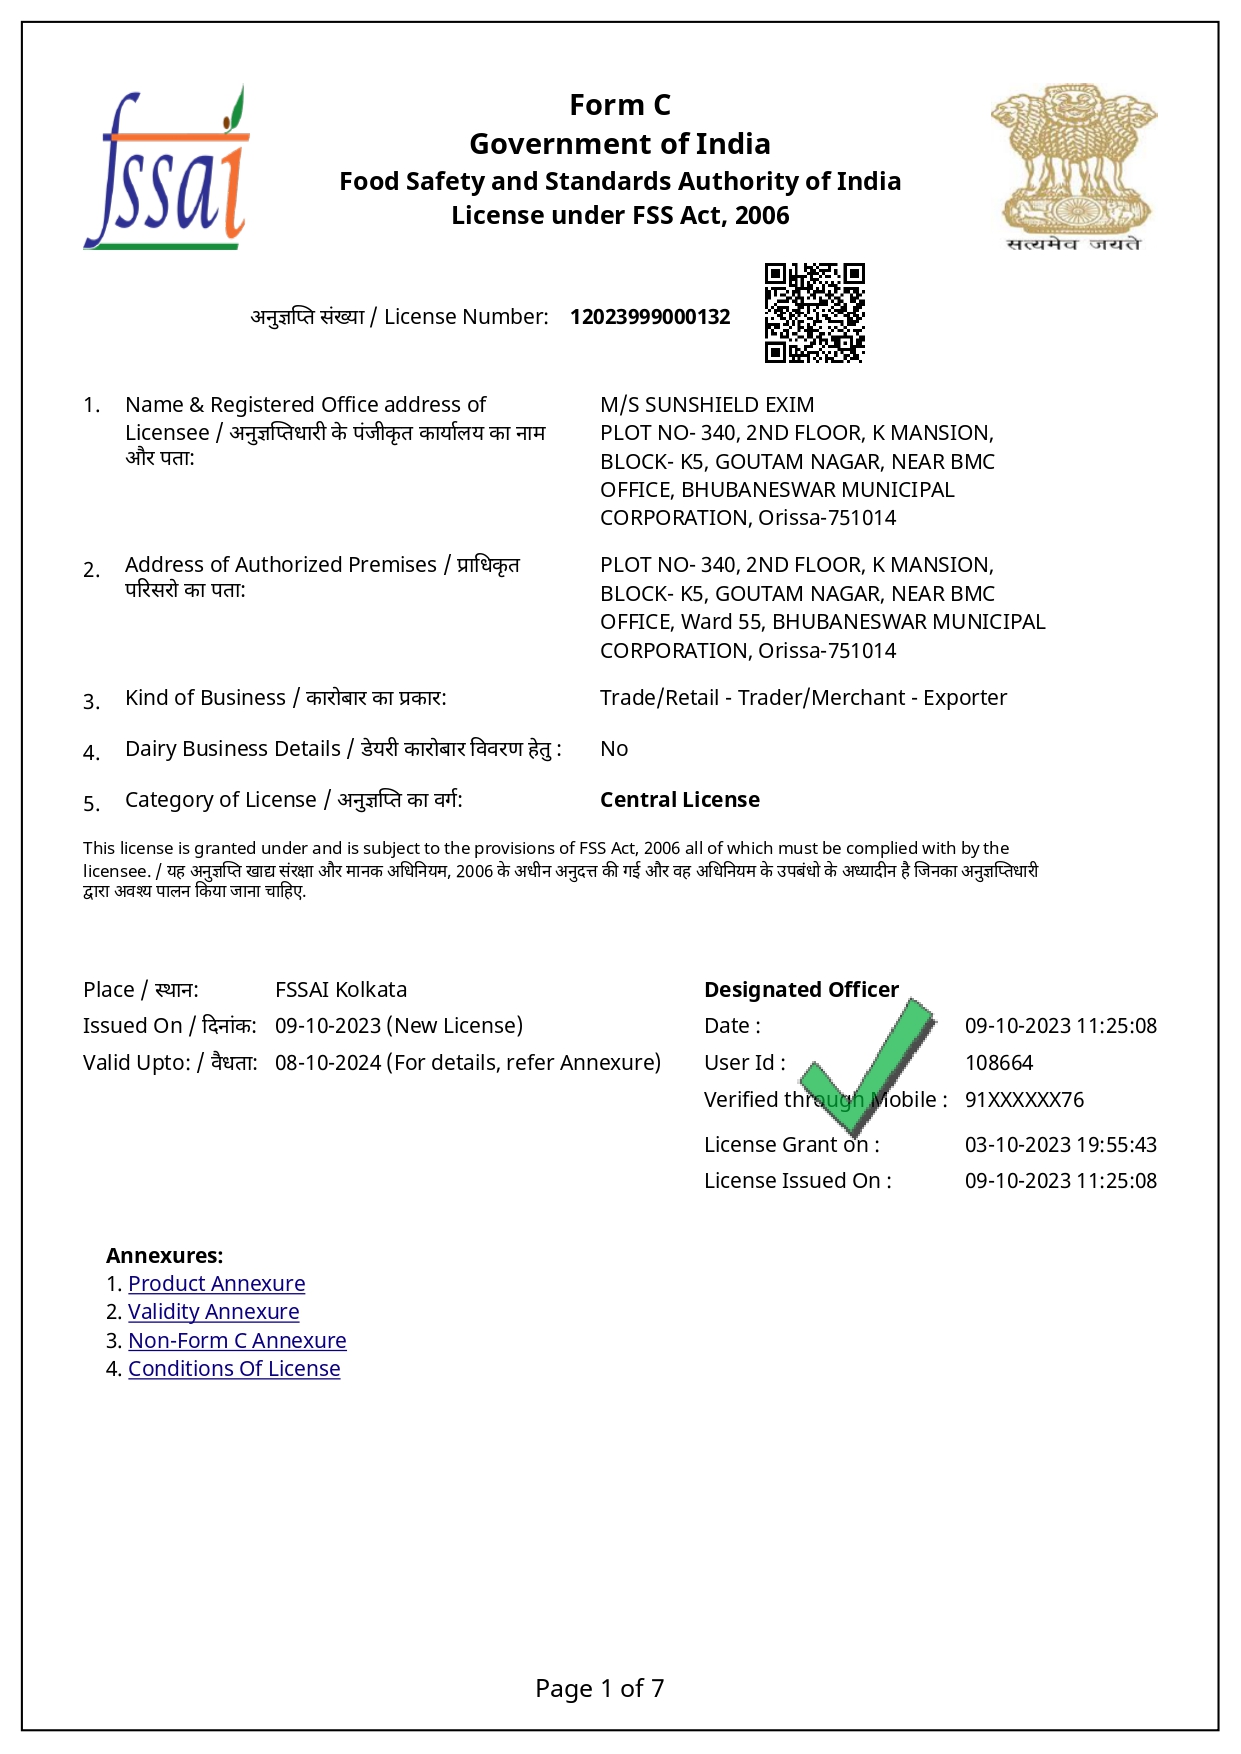 fssai
Form C
Government of India
Food Safety and Standards Authority of India
License under FSS Act, 2006
सत्यमेव जयते
अनुज्ञप्ति संख्या / License Number: 12023999000132
1. Name & Registered Office address of
Licensee / अनुज्ञप्तिधारी के पंजीकृत कार्यालय का नाम
और पता:
M/S SUNSHIELD EXIM
PLOT NO- 340, 2ND FLOOR, K MANSION,
BLOCK- K5, GOUTAM NAGAR, NEAR BMC
OFFICE, BHUBANESWAR MUNICIPAL
CORPORATION, Orissa-751014
2. Address of Authorized Premises / प्राधिकृत
परिसरो का पता:
PLOT NO- 340, 2ND FLOOR, K MANSION,
BLOCK- K5, GOUTAM NAGAR, NEAR BMC
OFFICE, Ward 55, BHUBANESWAR MUNICIPAL
CORPORATION, Orissa-751014
3. Kind of Business / कारोबार का प्रकार: Trade/Retail - Trader/Merchant - Exporter
4. Dairy Business Details / डेयरी कारोबार विवरण हेतु : No
5. Category of License / अनुज्ञप्ति का वर्ग: Central License
This license is granted under and is subject to the provisions of FSS Act, 2006 all of which must be complied with by the
licensee. / यह अनुज्ञप्ति खाद्य संरक्षा और मानक अधिनियम, 2006 के अधीन अनुदत्त की गई और वह अधिनियम के उपबंधो के अध्यादीन है जिनका अनुज्ञप्तिधारी
द्वारा अवश्य पालन किया जाना चाहिए.
Place / स्थान: FSSAI Kolkata
Issued On / दिनांक: 09-10-2023 (New License)
Valid Upto: / वैधता: 08-10-2024 (For details, refer Annexure)
Designated Officer
Date : 09-10-2023 11:25:08
User Id : 108664
Verified through Mobile : 91XXXXXX76
License Grant on : 03-10-2023 19:55:43
License Issued On : 09-10-2023 11:25:08
Annexures:
1. Product Annexure
2. Validity Annexure
3. Non-Form C Annexure
4. Conditions Of License
Page 1 of 7